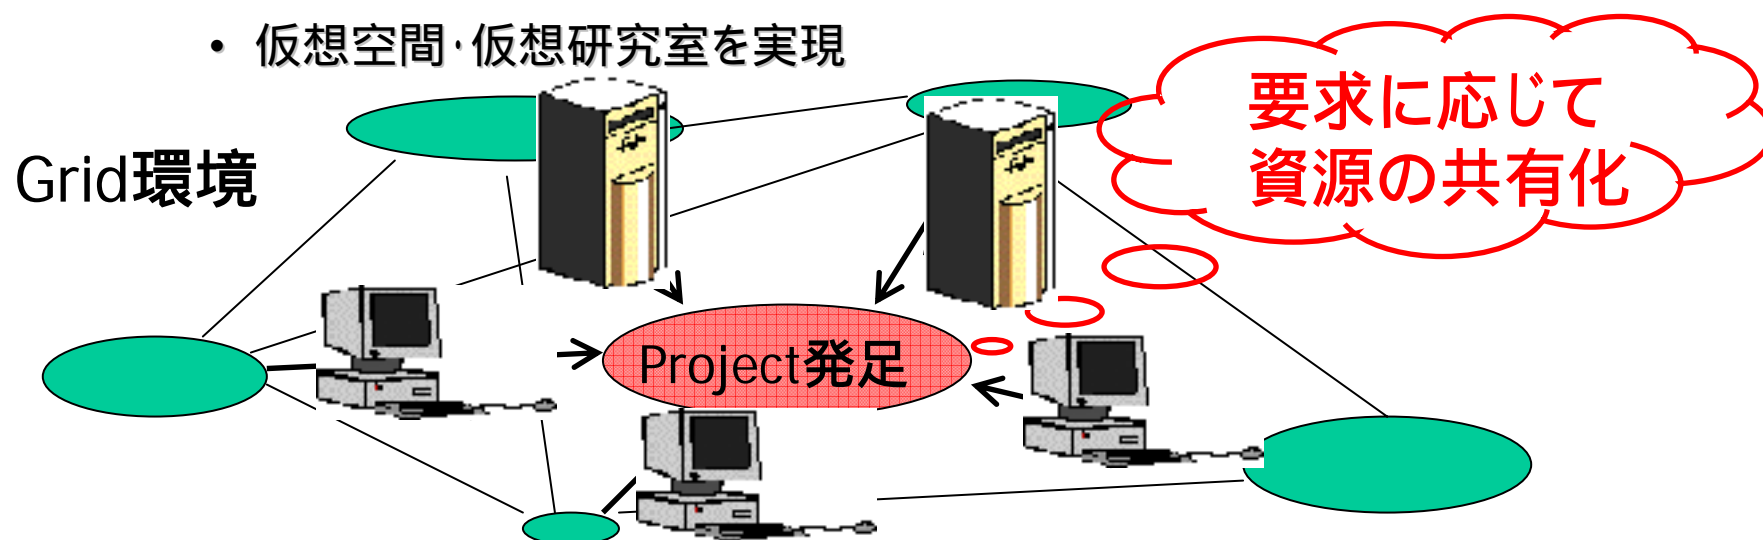 • 仮想空間・仮想研究室を実現
要求に応じて
資源の共有化
Grid環境
Project発足